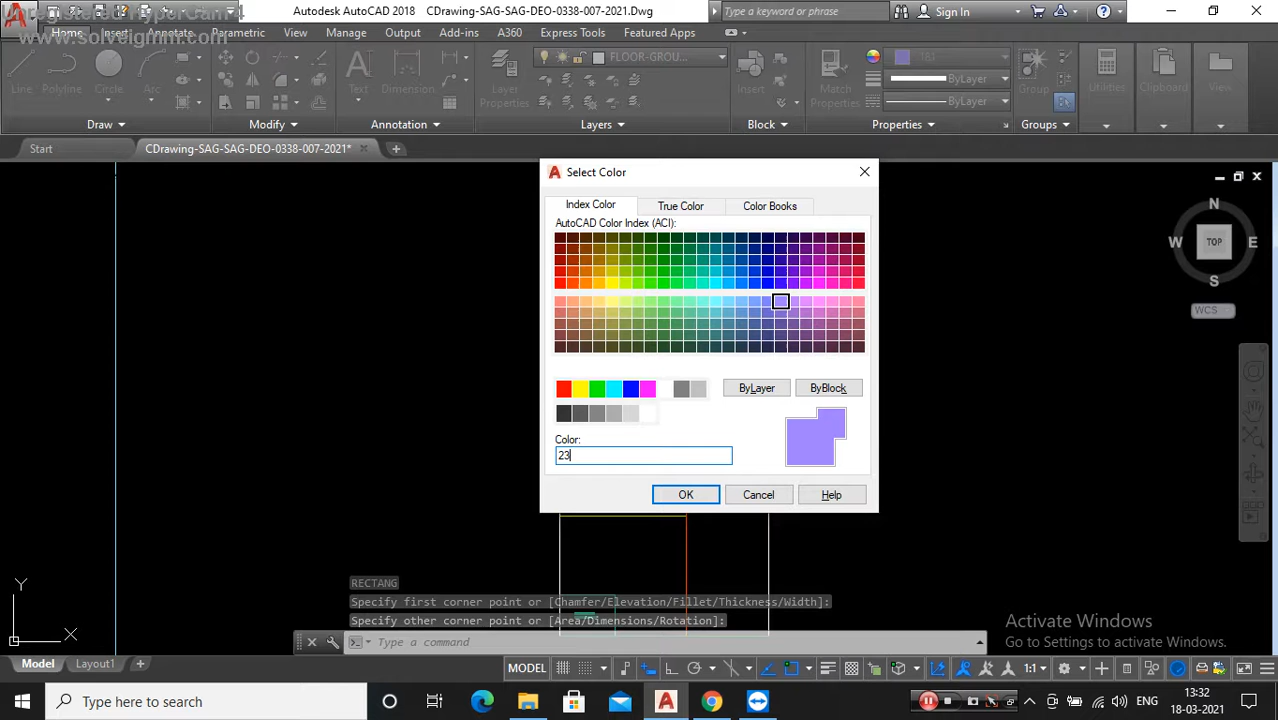 Unregistered HyperCam 4
www.solveigmm.com
Autodesk AutoCAD 2018 CDrawing-SAG-SAG-DEO-0338-007-2021.Dwg
Type a keyword or phrase
Sign In
Home Insert Annotate Parametric View Manage Output Add-ins A360 Express Tools Featured Apps
Line Polyline Circle Arc
Text Dimension
Layer Properties
FLOOR-GROU...
Insert
Match Properties
181
ByLayer
ByLayer
Group
Utilities
Clipboard
View
Draw Modify Annotation Layers Block Properties Groups
Start CDrawing-SAG-SAG-DEO-0338-007-2021*
Select Color
Index Color True Color Color Books
AutoCAD Color Index (ACI):
ByLayer ByBlock
Color:
23
OK Cancel Help
N
W TOP E
S
WCS
Y
X
RECTANG
Specify first corner point or [Chamfer/Elevation/Fillet/Thickness/Width]:
Specify other corner point or [Area/Dimensions/Rotation]:
Type a command
Activate Windows
Go to Settings to activate Windows.
Model Layout1
MODEL
1:1
Type here to search
ENG
13:32
18-03-2021